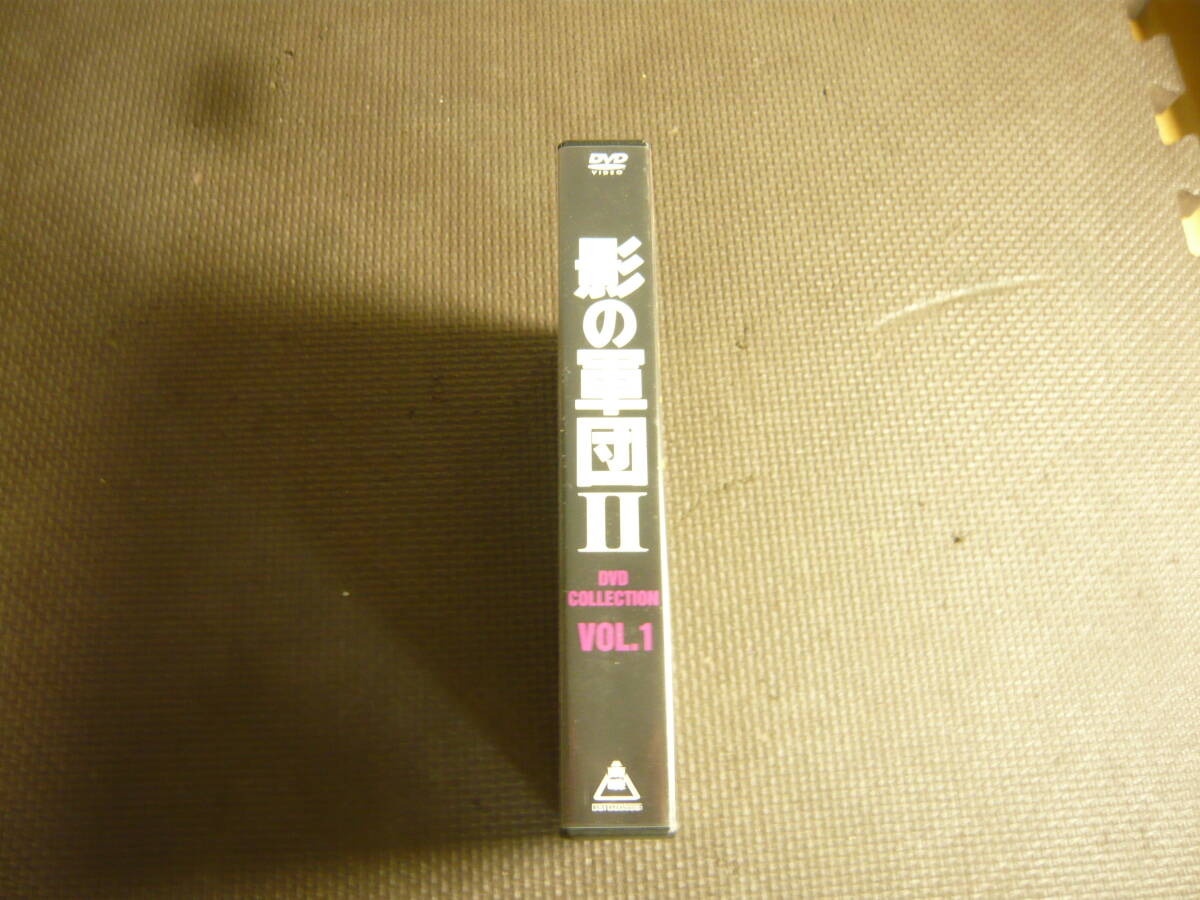 DVD
VIDEO
影の軍団II
DVD
COLLECTION
VOL.1